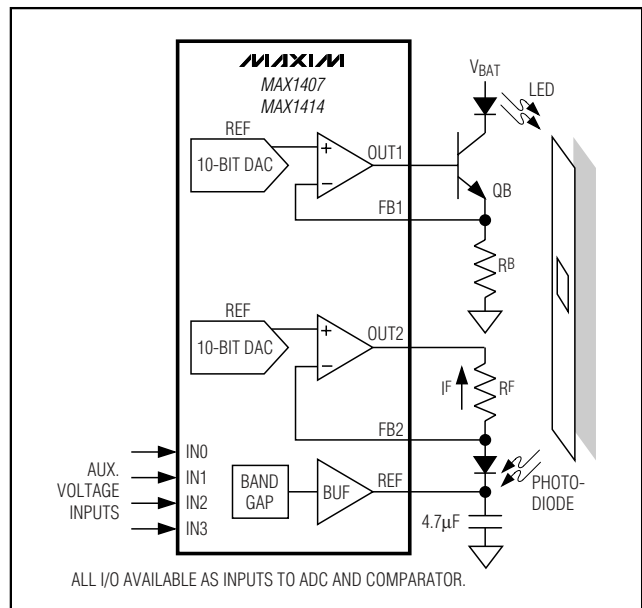 MAXIM
MAX1407
MAX1414
VBAT
LED
REF
10-BIT DAC
+
−
OUT1
QB
FB1
RB
REF
10-BIT DAC
+
−
OUT2
IF
RF
FB2
IN0
AUX.
VOLTAGE
INPUTS
IN1
IN2
IN3
BAND
GAP
BUF
REF
PHOTO-
DIODE
4.7µF
ALL I/O AVAILABLE AS INPUTS TO ADC AND COMPARATOR.